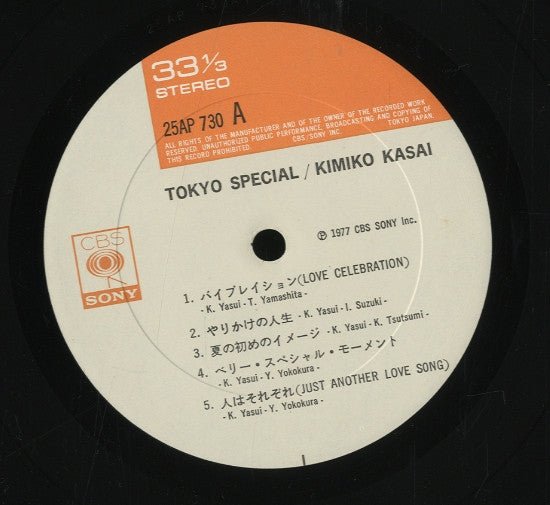 33 1/3
STEREO
25AP 730 A
ALL RIGHTS OF THE MANUFACTURER AND OF THE OWNER OF THE RECORDED WORK
RESERVED. UNAUTHORIZED PUBLIC PERFORMANCE, BROADCASTING AND COPYING OF
THIS RECORD PROHIBITED. CBS/SONY INC. TOKYO JAPAN.
TOKYO SPECIAL / KIMIKO KASAI
CBS
SONY
℗ 1977 CBS SONY Inc.
1. バイブレイション(LOVE CELEBRATION)
- K. Yasui - T. Yamashita -
2. やりかけの人生 - K. Yasui - I. Suzuki -
3. 夏の初めのイメージ - K. Yasui - K. Tsutsumi -
4. ベリー・スペシャル・モーメント
- K. Yasui - Y. Yokokura -
5. 人はそれぞれ(JUST ANOTHER LOVE SONG)
- K. Yasui - Y. Yokokura -